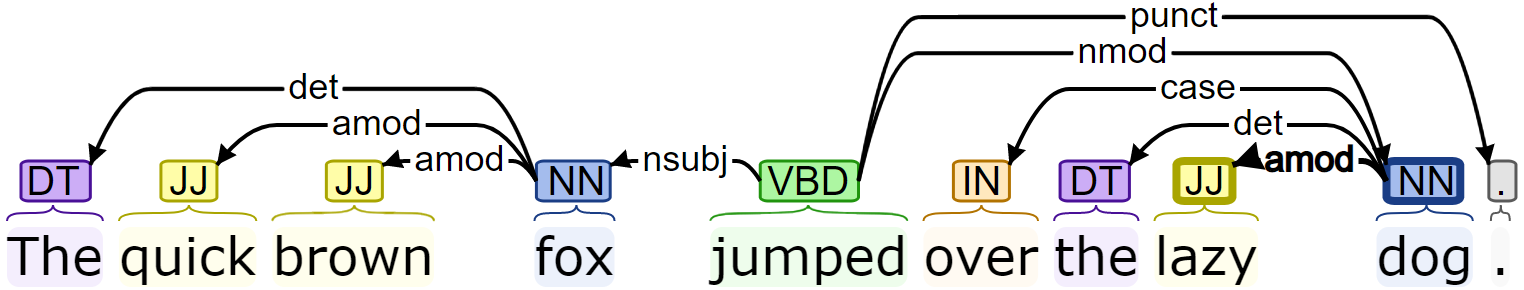 punct
nmod
det case
amod det
amod nsubj amod
DT JJ JJ NN VBD IN DT JJ NN .
The quick brown fox jumped over the lazy dog .